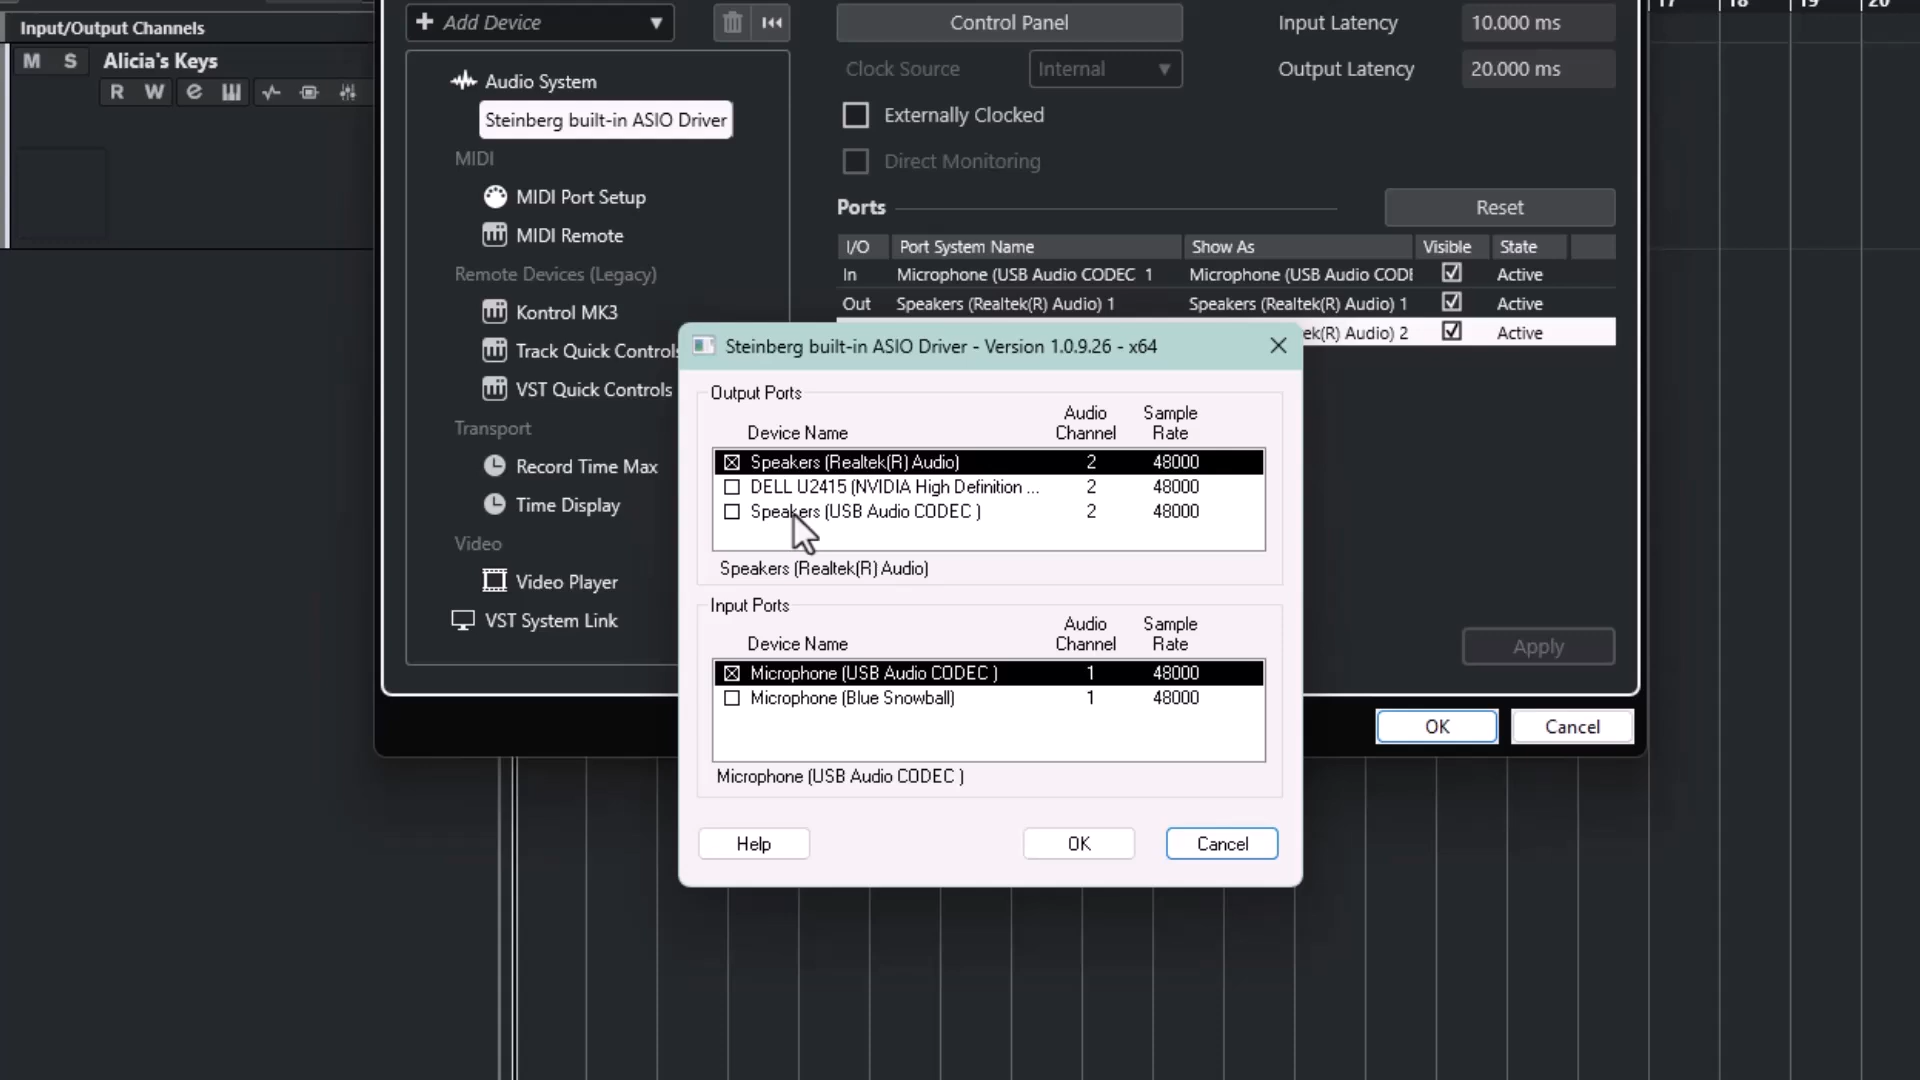 17 18 19 20
Input/Output Channels
M S Alicia's Keys
R W e
+ Add Device
Audio System
Steinberg built-in ASIO Driver
MIDI
MIDI Port Setup
MIDI Remote
Remote Devices (Legacy)
Kontrol MK3
Track Quick Controls
VST Quick Controls
Transport
Record Time Max
Time Display
Video
Video Player
VST System Link
Control Panel
Input Latency 10.000 ms
Clock Source Internal
Output Latency 20.000 ms
Externally Clocked
Direct Monitoring
Ports Reset
I/O Port System Name Show As Visible State
In Microphone (USB Audio CODEC 1 Microphone (USB Audio CODE Active
Out Speakers (Realtek(R) Audio) 1 Speakers (Realtek(R) Audio) 1 Active
ek(R) Audio) 2 Active
Apply
OK Cancel
Steinberg built-in ASIO Driver - Version 1.0.9.26 - x64
Output Ports
Device Name Audio Channel Sample Rate
Speakers (Realtek(R) Audio) 2 48000
DELL U2415 (NVIDIA High Definition ... 2 48000
Speakers (USB Audio CODEC ) 2 48000
Speakers (Realtek(R) Audio)
Input Ports
Device Name Audio Channel Sample Rate
Microphone (USB Audio CODEC ) 1 48000
Microphone (Blue Snowball) 1 48000
Microphone (USB Audio CODEC )
Help OK Cancel